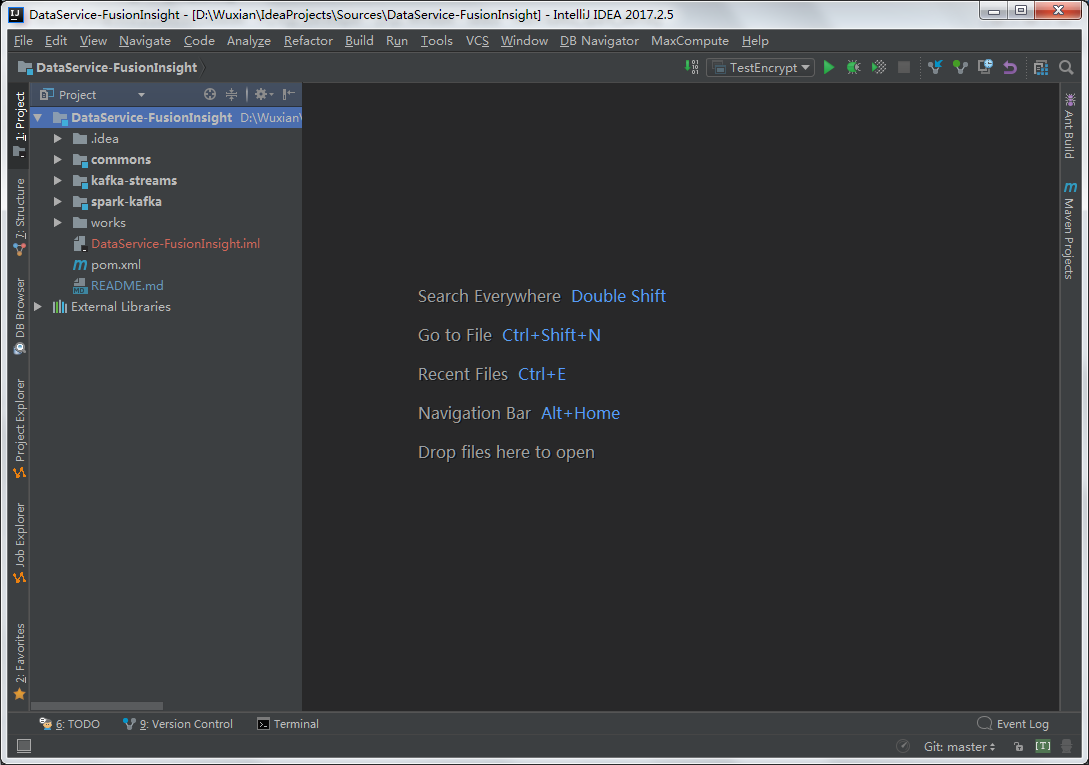 DataService-FusionInsight - [D:\Wuxian\IdeaProjects\Sources\DataService-FusionInsight] - IntelliJ IDEA 2017.2.5
File Edit View Navigate Code Analyze Refactor Build Run Tools VCS Window DB Navigator MaxCompute Help
DataService-FusionInsight
TestEncrypt
Project
DataService-FusionInsight D:\Wuxian\
.idea
commons
kafka-streams
spark-kafka
works
DataService-FusionInsight.iml
pom.xml
README.md
External Libraries
1: Project
7: Structure
DB Browser
Project Explorer
Job Explorer
2: Favorites
Search Everywhere Double Shift
Go to File Ctrl+Shift+N
Recent Files Ctrl+E
Navigation Bar Alt+Home
Drop files here to open
Ant Build
Maven Projects
6: TODO 9: Version Control Terminal Event Log
Git: master [T]